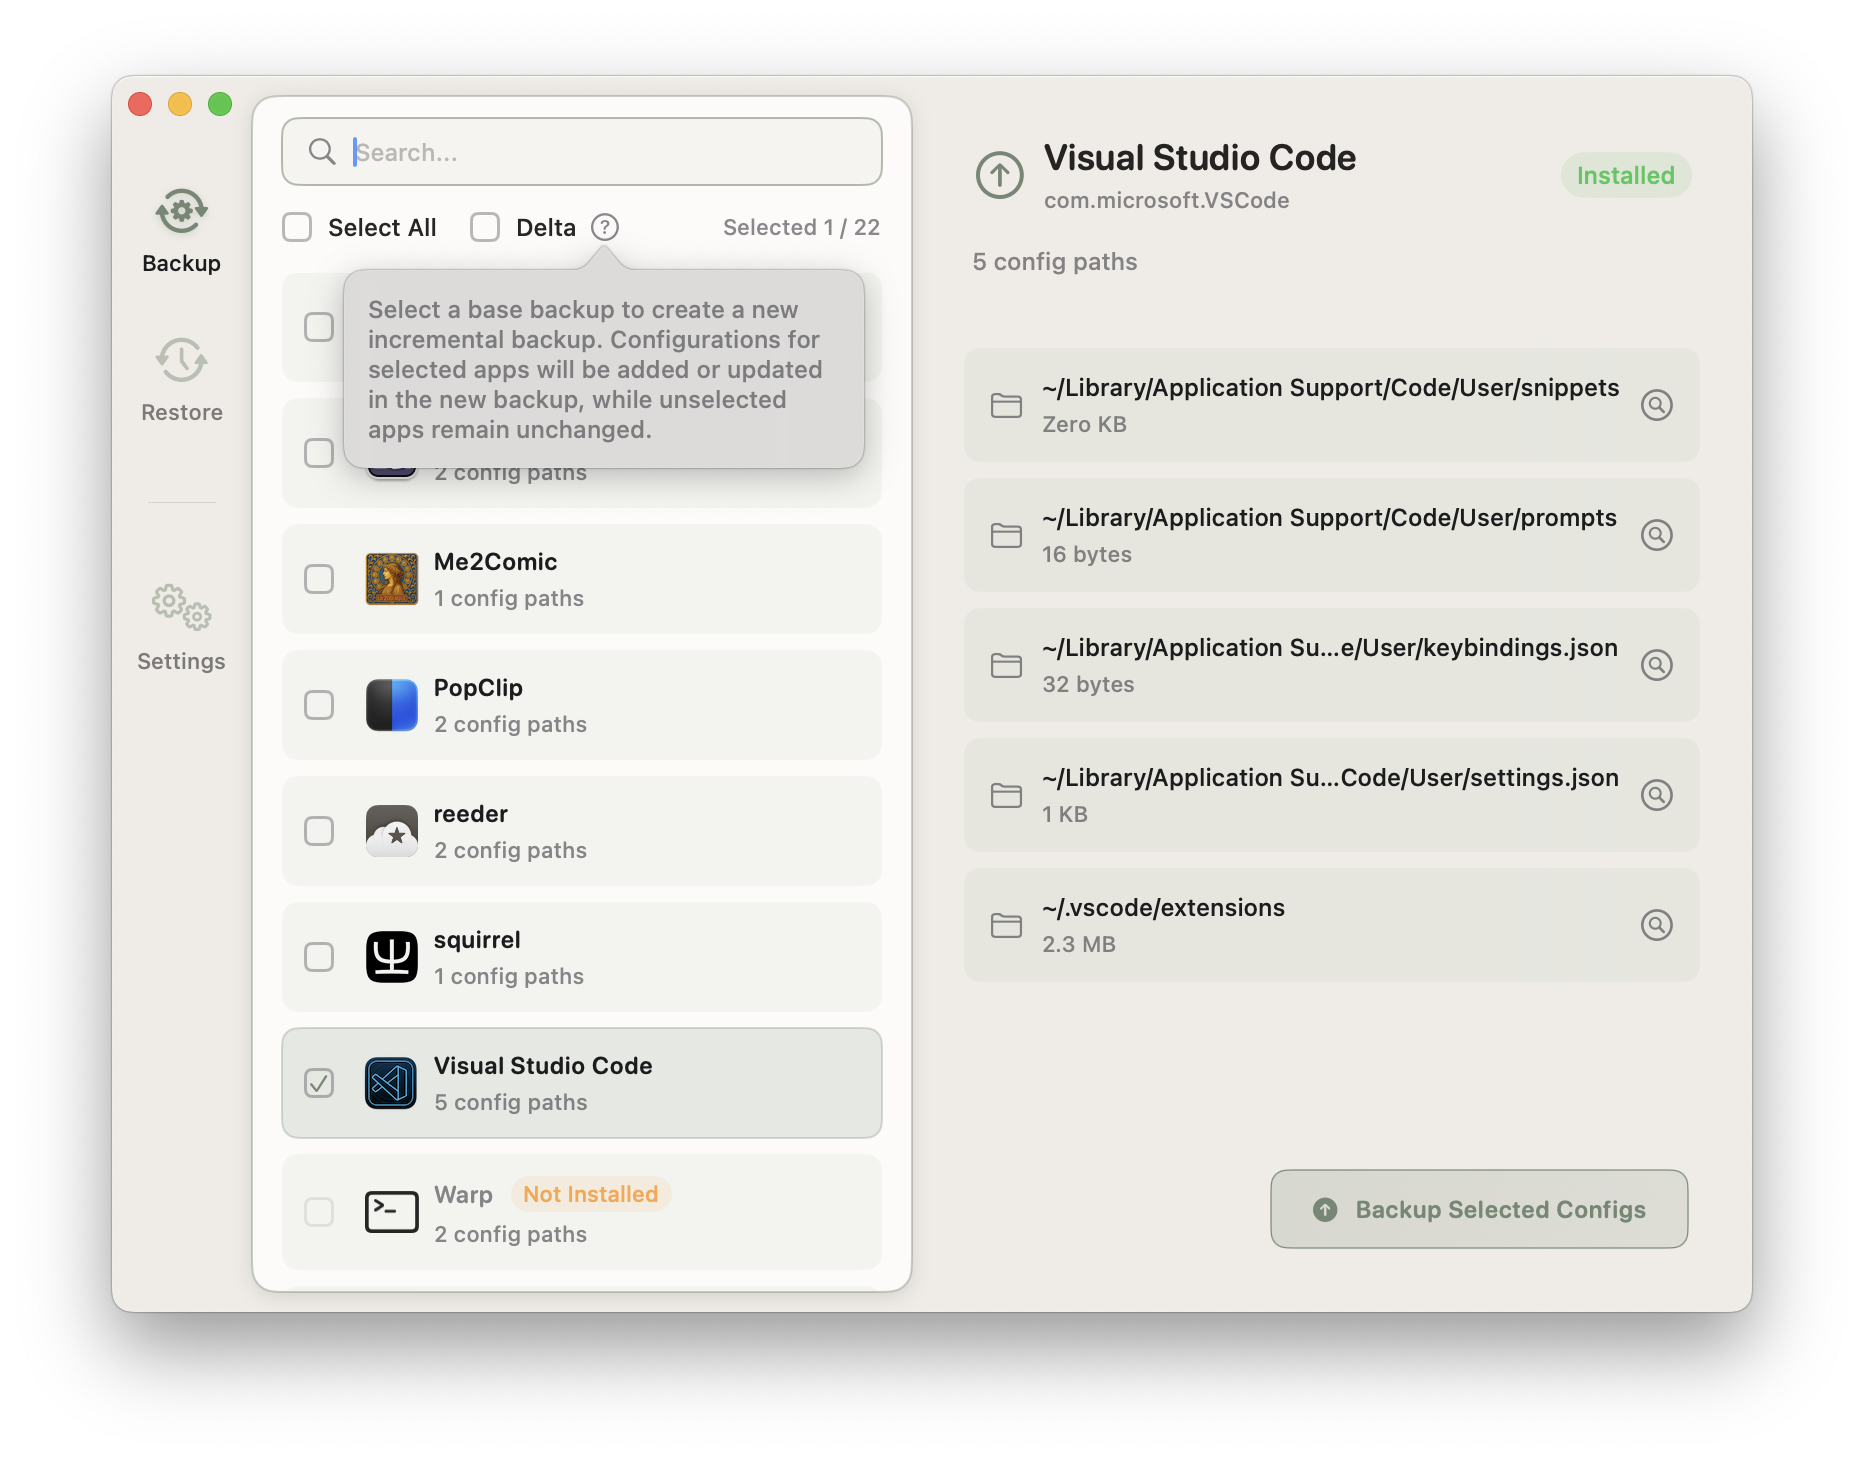 Backup
Restore
Settings
Search...
Select All
Delta
?
Selected 1 / 22
Select a base backup to create a new
incremental backup. Configurations for
selected apps will be added or updated
in the new backup, while unselected
apps remain unchanged.
2 config paths
Me2Comic
1 config paths
PopClip
2 config paths
reeder
2 config paths
squirrel
1 config paths
Visual Studio Code
5 config paths
Warp
Not Installed
2 config paths
Visual Studio Code
com.microsoft.VSCode
Installed
5 config paths
~/Library/Application Support/Code/User/snippets
Zero KB
~/Library/Application Support/Code/User/prompts
16 bytes
~/Library/Application Su...e/User/keybindings.json
32 bytes
~/Library/Application Su...Code/User/settings.json
1 KB
~/.vscode/extensions
2.3 MB
Backup Selected Configs